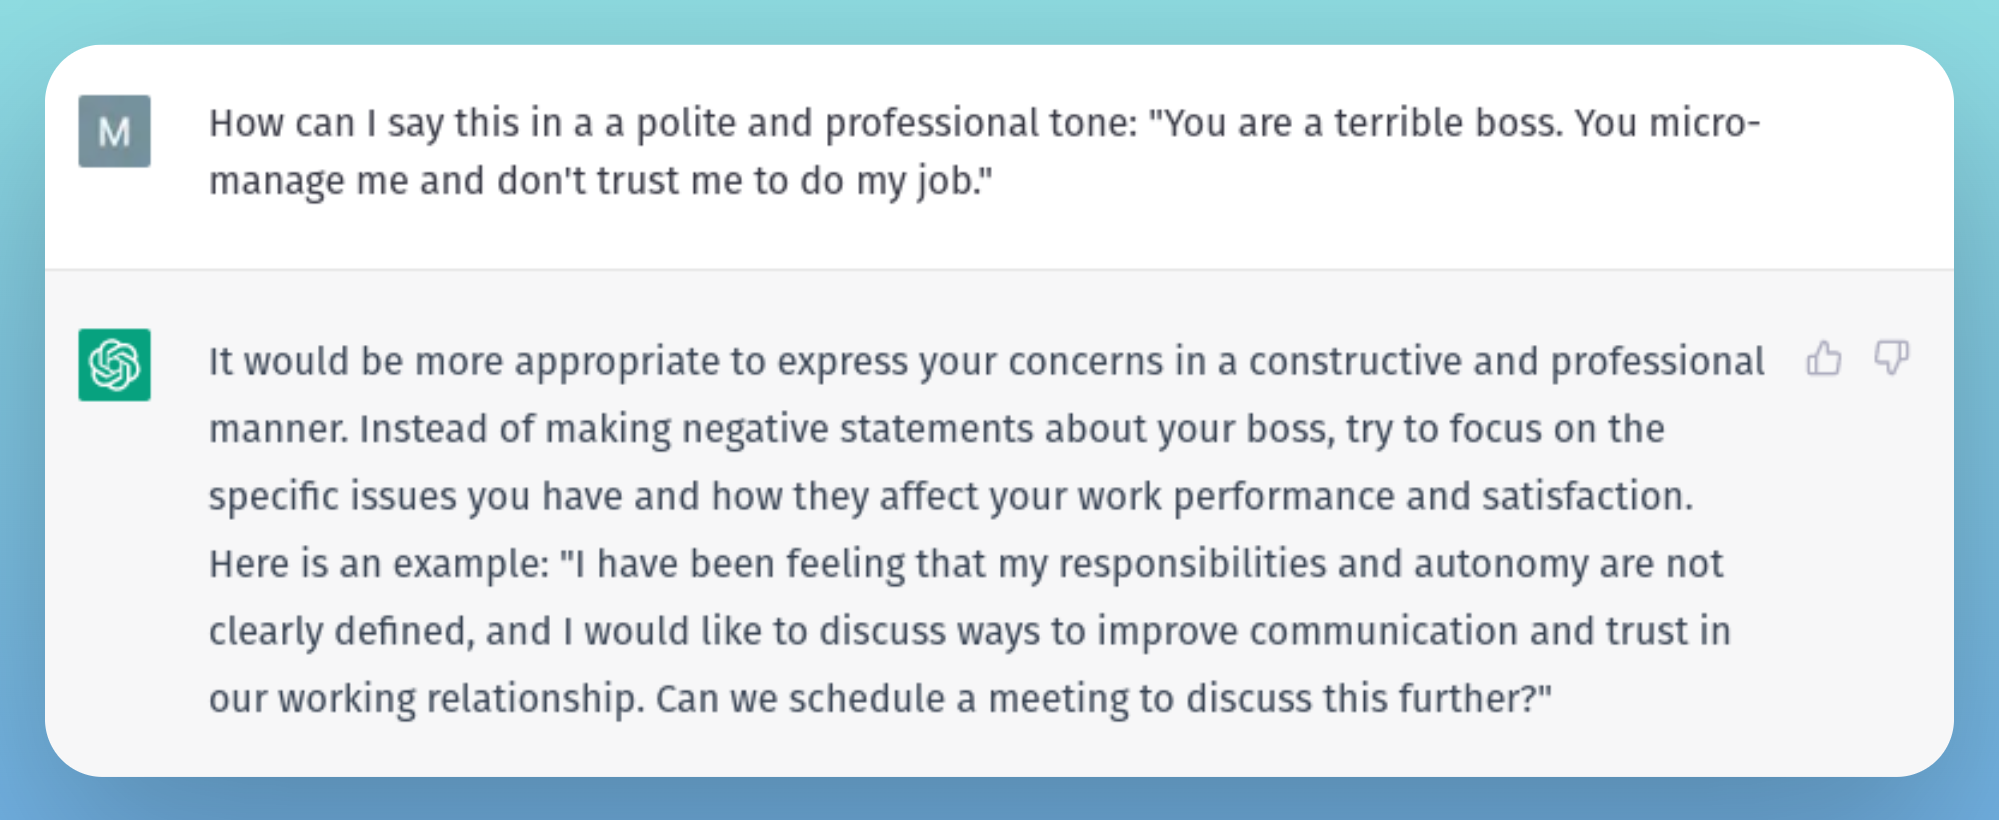 M
How can I say this in a a polite and professional tone: "You are a terrible boss. You micro-
manage me and don't trust me to do my job."
It would be more appropriate to express your concerns in a constructive and professional
manner. Instead of making negative statements about your boss, try to focus on the
specific issues you have and how they affect your work performance and satisfaction.
Here is an example: "I have been feeling that my responsibilities and autonomy are not
clearly defined, and I would like to discuss ways to improve communication and trust in
our working relationship. Can we schedule a meeting to discuss this further?"